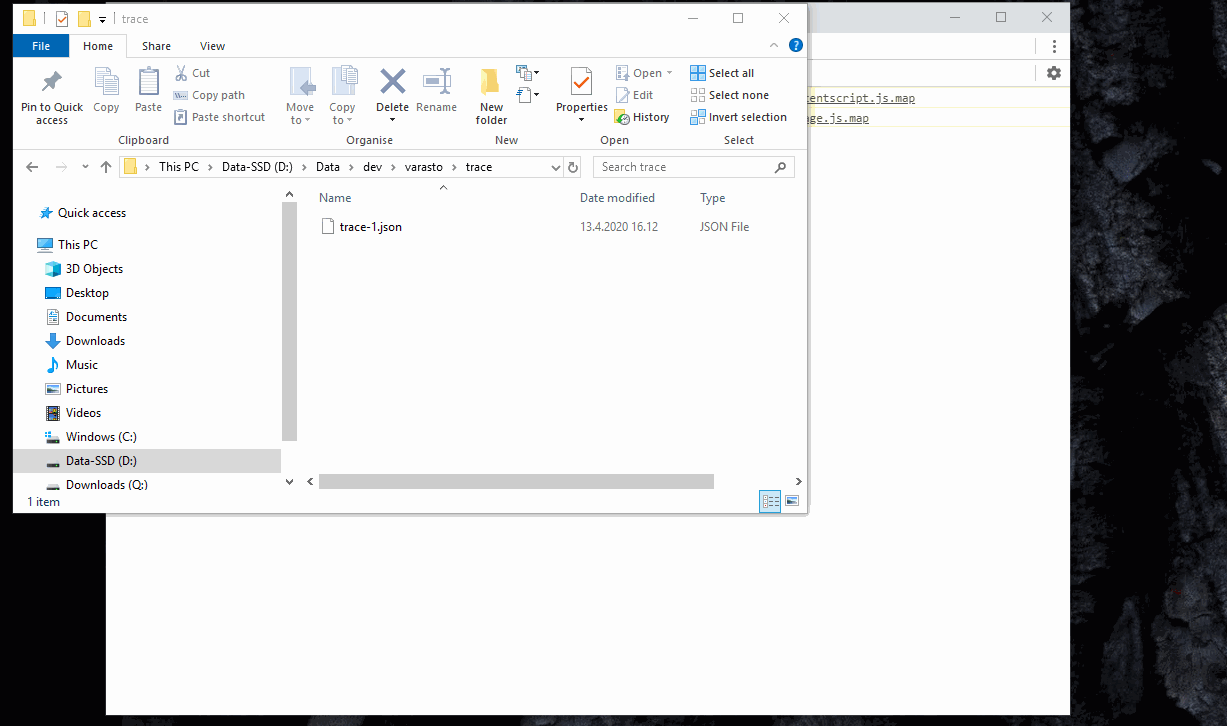 trace
File Home Share View
Pin to Quick access
Copy
Paste
Cut
Copy path
Paste shortcut
Clipboard
Move to
Copy to
Delete
Rename
Organise
New folder
New
Properties
Open
Edit
History
Open
Select all
Select none
Invert selection
Select
This PC > Data-SSD (D:) > Data > dev > varasto > trace
Search trace
Name Date modified Type
trace-1.json 13.4.2020 16.12 JSON File
Quick access
This PC
3D Objects
Desktop
Documents
Downloads
Music
Pictures
Videos
Windows (C:)
Data-SSD (D:)
Downloads (Q:)
1 item
tentscript.js.map
age.js.map